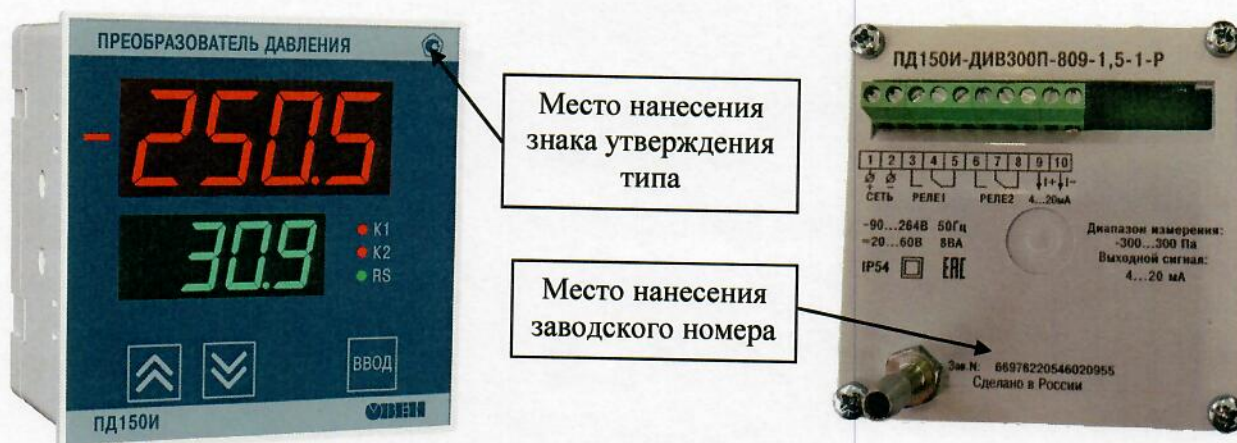 ПРЕОБРАЗОВАТЕЛЬ ДАВЛЕНИЯ
-250.5
30.9
К1
К2
RS
ВВОД
ПД150И
ОВЕН
Место нанесения
знака утверждения
типа
Место нанесения
заводского номера
ПД150И-ДИВ300П-809-1,5-1-Р
1 2 3 4 5 6 7 8 9 10
+ - I+ I-
СЕТЬ РЕЛЕ1 РЕЛЕ2 4...20мА
~90...264В 50Гц
=20...60В 8ВА
IP54 EAC
Диапазон измерения:
-300...300 Па
Выходной сигнал:
4...20 мА
Зав.N: 66976220546020955
Сделано в России